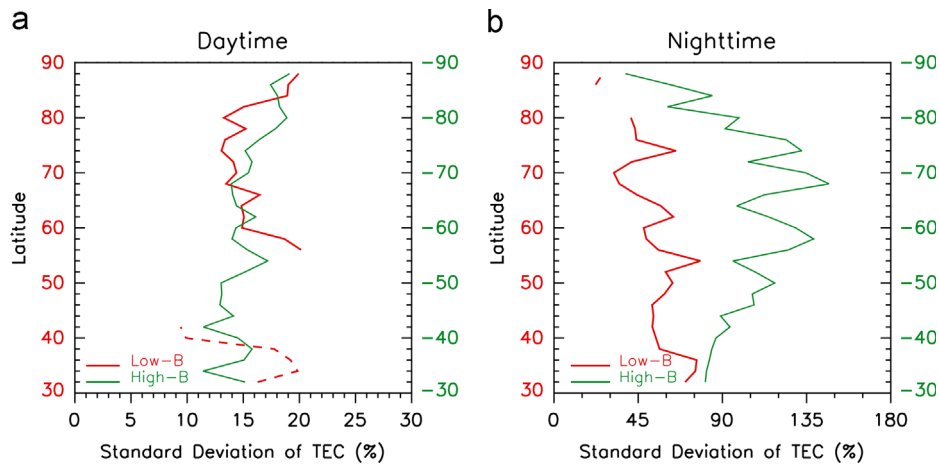 a
Daytime
90 -90
80 -80
70 -70
60 -60
50 -50
40 -40
30 -30
Latitude
Low-B
High-B
0 5 10 15 20 25 30
Standard Deviation of TEC (%)
b
Nighttime
90 -90
80 -80
70 -70
60 -60
50 -50
40 -40
30 -30
Latitude
Low-B
High-B
0 45 90 135 180
Standard Deviation of TEC (%)